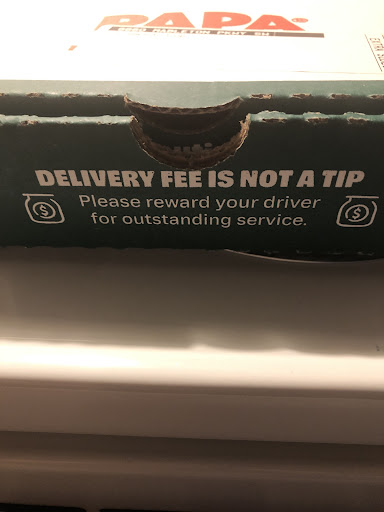 PAPA
DELIVERY FEE IS NOT A TIP
Please reward your driver
for outstanding service.